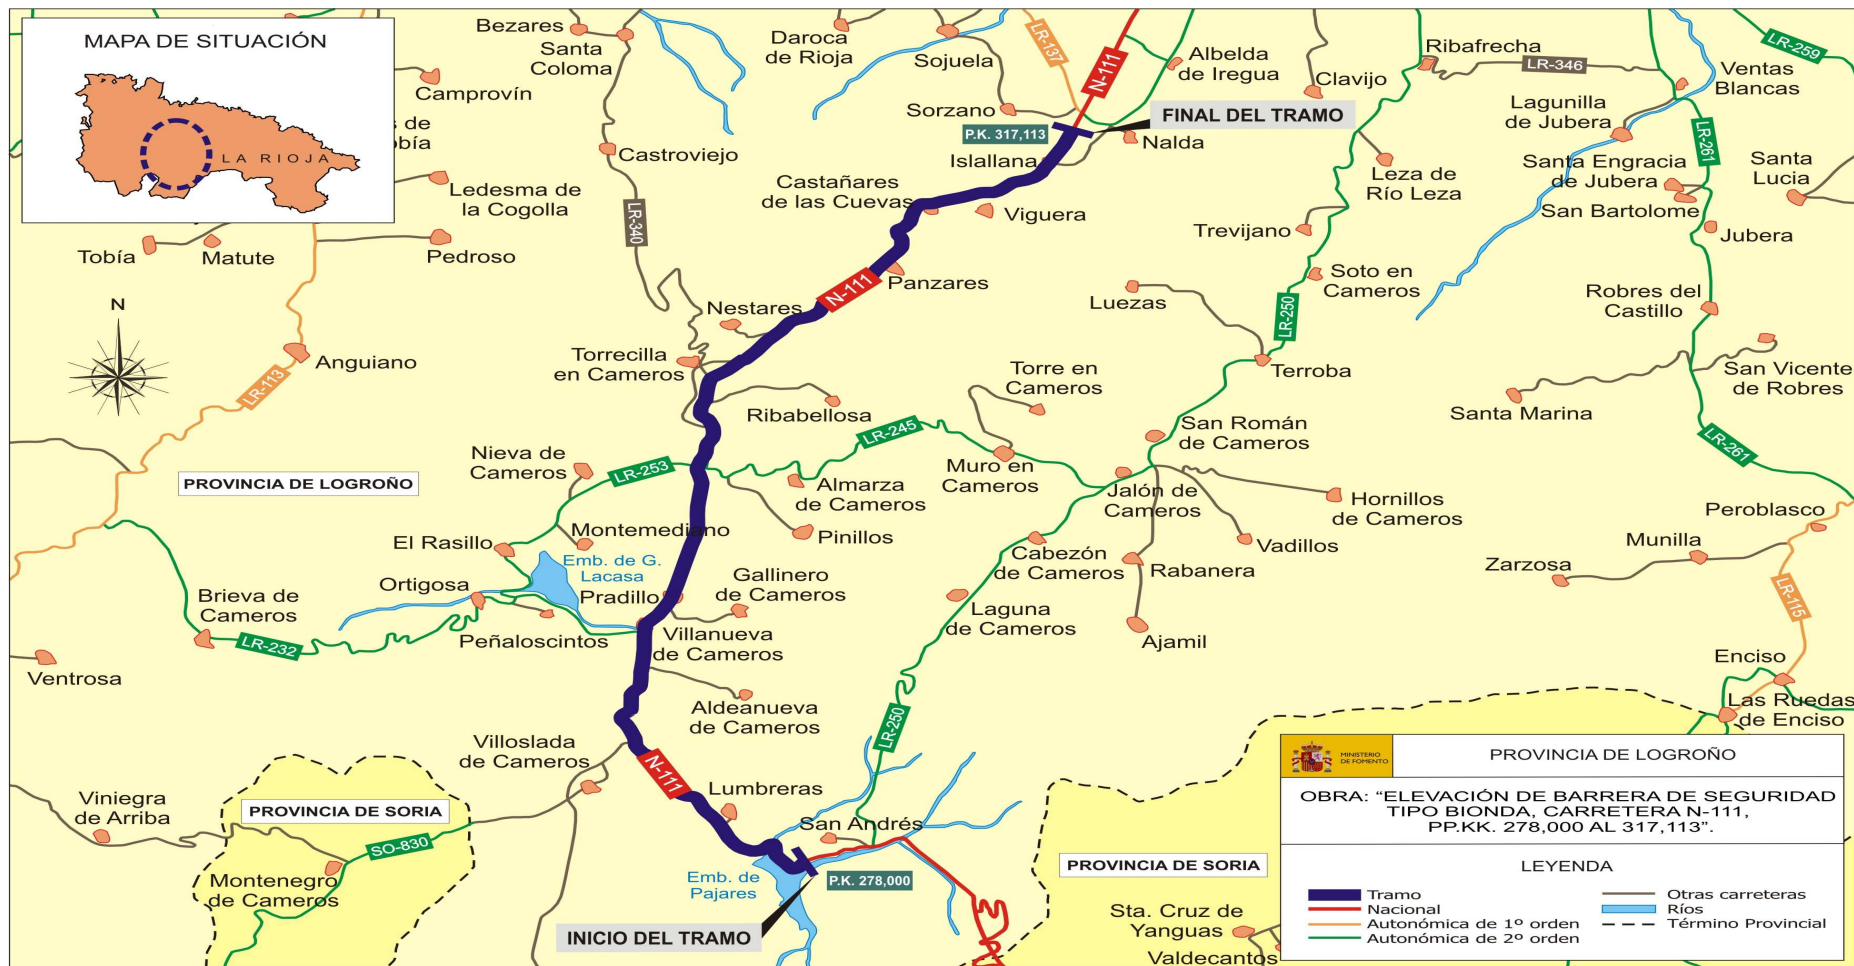 MAPA DE SITUACIÓN
LA RIOJA
Bezares
Santa
Coloma
Daroca
de Rioja
Sojuela
LR-137
N-111
Albelda
de Iregua
Clavijo
Ribafrecha
LR-346
LR-259
Ventas
Blancas
Camprovín
Sorzano
FINAL DEL TRAMO
P.K. 317,113
Lagunilla
de Jubera
s de
obía
Castroviejo
Islallana
Nalda
LR-261
Ledesma de
la Cogolla
Castañares
de las Cuevas
Viguera
Leza de
Río Leza
Santa Engracia
de Jubera
San Bartolome
Santa
Lucia
Tobía
Matute
Pedroso
LR-340
Trevijano
Jubera
N
Panzares
N-111
Soto en
Cameros
Luezas
LR-250
Robres del
Castillo
Nestares
Anguiano
LR-113
Torrecilla
en Cameros
Torre en
Cameros
Terroba
San Vicente
de Robres
Ribabellosa
Santa Marina
LR-245
San Román
de Cameros
LR-261
Nieva de
Cameros
LR-253
PROVINCIA DE LOGROÑO
Almarza
de Cameros
Muro en
Cameros
Jalón de
Cameros
Hornillos
de Cameros
Peroblasco
Montemediano
Pinillos
El Rasillo
Emb. de G.
Lacasa
Cabezón
de Cameros
Vadillos
Munilla
Zarzosa
Rabanera
Ortigosa
Pradillo
Gallinero
de Cameros
Brieva de
Cameros
LR-115
Laguna
de Cameros
Ajamil
LR-232
Peñaloscintos
Villanueva
de Cameros
Ventrosa
Enciso
Aldeanueva
de Cameros
Las Ruedas
de Enciso
LR-250
Villoslada
de Cameros
N-111
Lumbreras
San Andrés
Viniegra
de Arriba
PROVINCIA DE SORIA
SO-830
Montenegro
de Cameros
Emb. de
Pajares
P.K. 278,000
INICIO DEL TRAMO
PROVINCIA DE SORIA
Sta. Cruz de
Yanguas
Valdecantos
MINISTERIO
DE FOMENTO
PROVINCIA DE LOGROÑO
OBRA: “ELEVACIÓN DE BARRERA DE SEGURIDAD
TIPO BIONDA, CARRETERA N-111,
PP.KK. 278,000 AL 317,113”.
LEYENDA
Tramo
Nacional
Autonómica de 1º orden
Autonómica de 2º orden
Otras carreteras
Ríos
Término Provincial